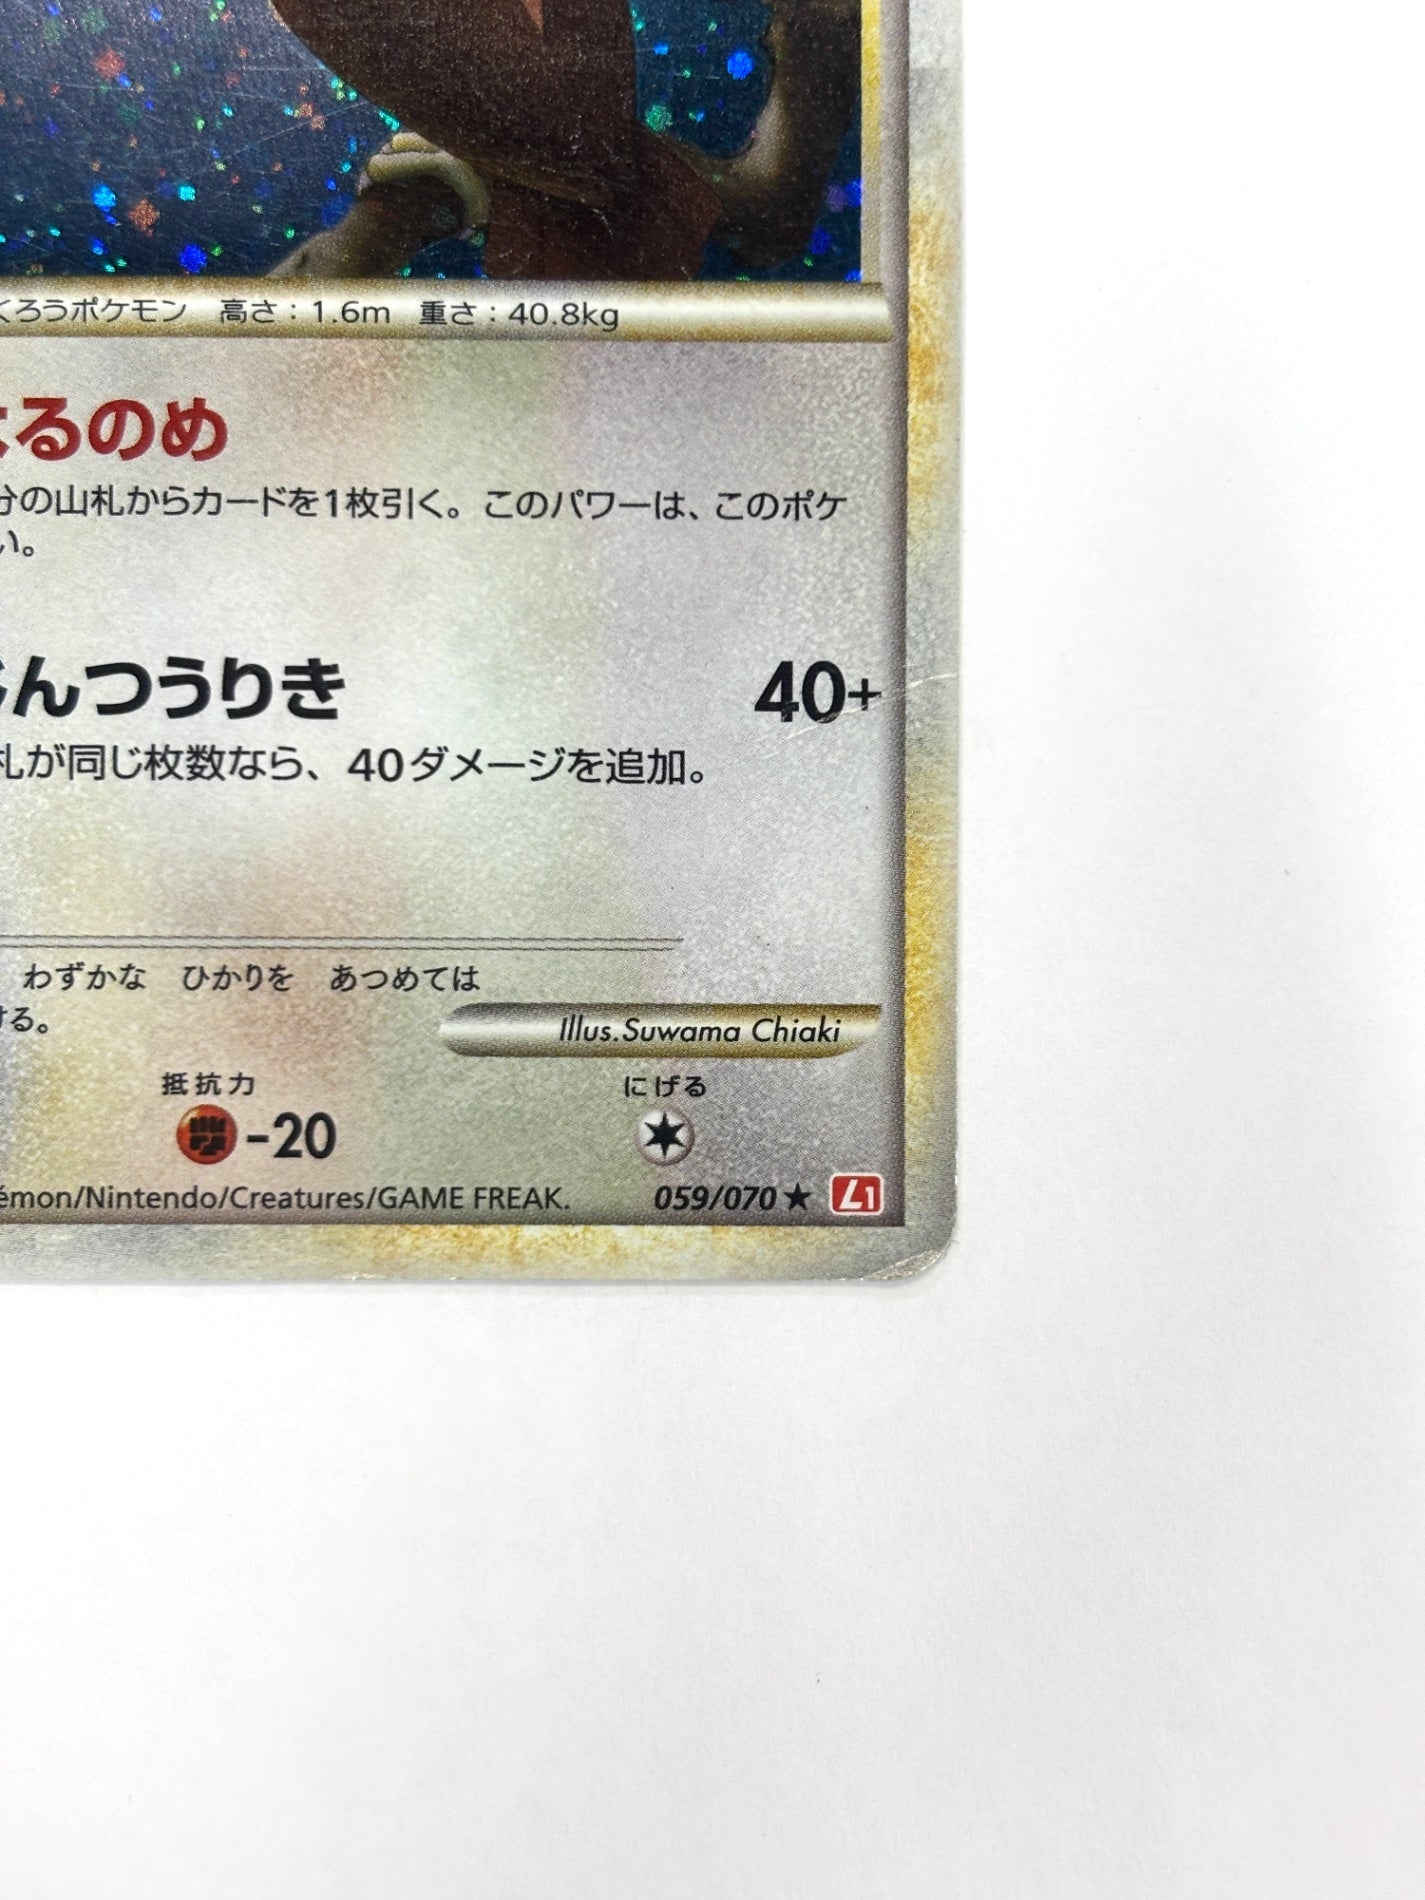 くろうポケモン 高さ：1.6m 重さ：40.8kg
よるのめ
分の山札からカードを1枚引く。このパワーは、このポケ
い。
じんつうりき 40+
札が同じ枚数なら、40ダメージを追加。
わずかな ひかりを あつめては
ける。
Illus.Suwama Chiaki
抵抗力 にげる
-20
émon/Nintendo/Creatures/GAME FREAK. 059/070 ★ L1